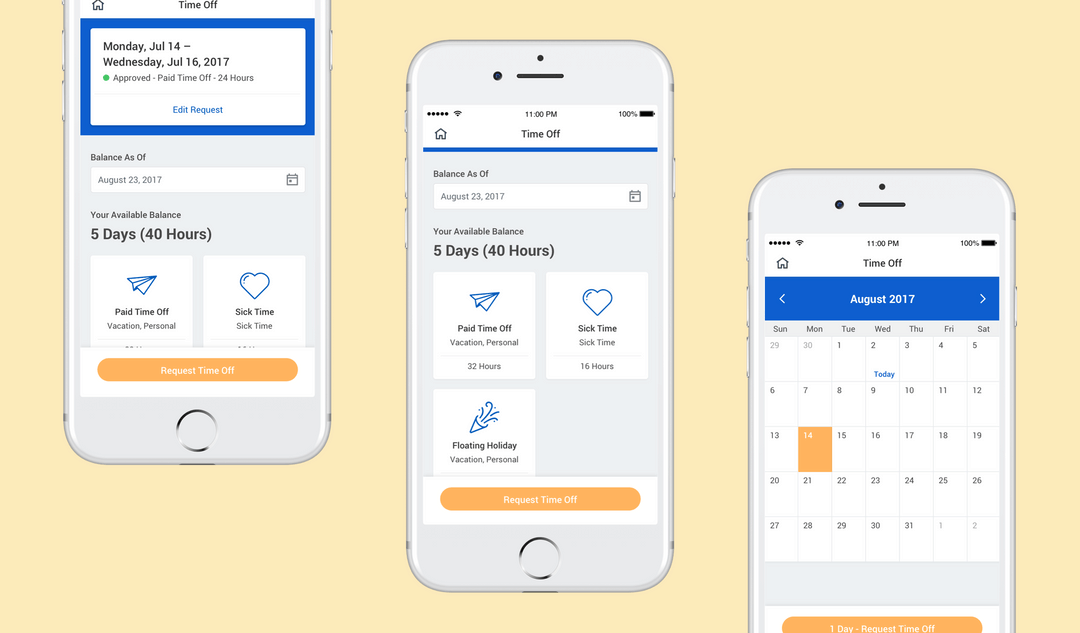 Time Off
Monday, Jul 14 –
Wednesday, Jul 16, 2017
Approved - Paid Time Off - 24 Hours
Edit Request
Balance As Of
August 23, 2017
Your Available Balance
5 Days (40 Hours)
Paid Time Off
Vacation, Personal
Sick Time
Sick Time
Request Time Off
11:00 PM
100%
Time Off
Balance As Of
August 23, 2017
Your Available Balance
5 Days (40 Hours)
Paid Time Off
Vacation, Personal
32 Hours
Sick Time
Sick Time
16 Hours
Floating Holiday
Vacation, Personal
Request Time Off
11:00 PM
100%
Time Off
August 2017
Sun Mon Tue Wed Thu Fri Sat
29 30 1 2 3 4 5
Today
6 7 8 9 10 11 12
13 14 15 16 17 18 19
20 21 22 23 24 25 26
27 28 29 30 31 1 2
1 Day - Request Time Off